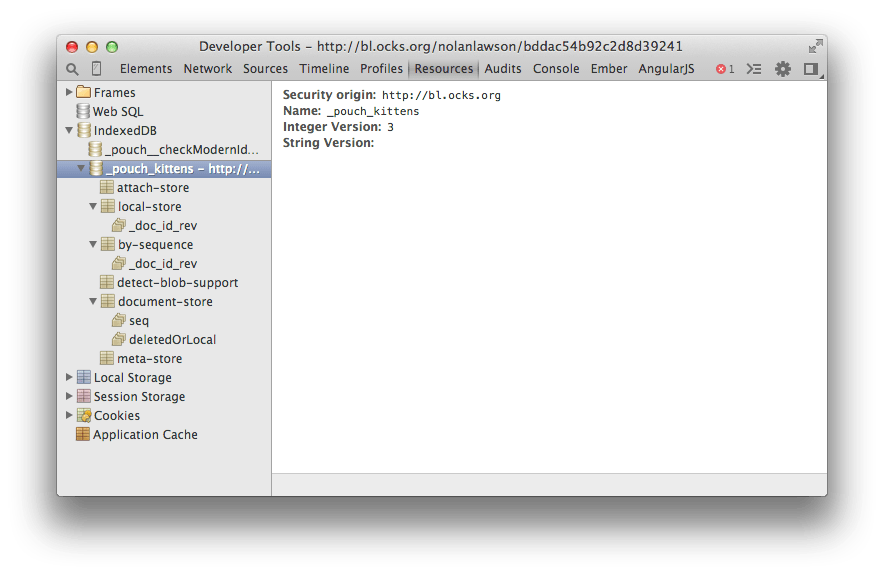 Developer Tools – http://bl.ocks.org/nolanlawson/bddac54b92c2d8d39241
Elements Network Sources Timeline Profiles Resources Audits Console Ember AngularJS 1
Frames
Web SQL
IndexedDB
_pouch__checkModernId...
_pouch_kittens – http://...
attach-store
local-store
_doc_id_rev
by-sequence
_doc_id_rev
detect-blob-support
document-store
seq
deletedOrLocal
meta-store
Local Storage
Session Storage
Cookies
Application Cache
Security origin: http://bl.ocks.org
Name: _pouch_kittens
Integer Version: 3
String Version: